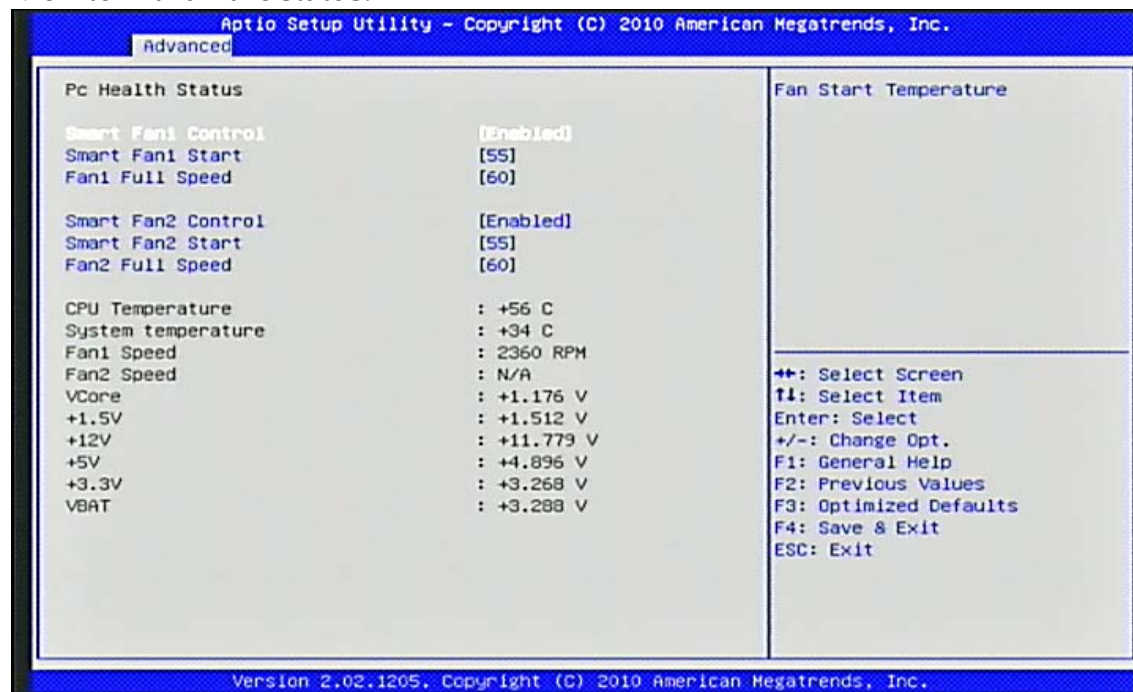 Aptio Setup Utility - Copyright (C) 2010 American Megatrends, Inc.
Advanced
Pc Health Status
Smart Fan1 Control [Enabled]
Smart Fan1 Start [55]
Fan1 Full Speed [60]
Smart Fan2 Control [Enabled]
Smart Fan2 Start [55]
Fan2 Full Speed [60]
CPU Temperature : +56 C
System temperature : +34 C
Fan1 Speed : 2360 RPM
Fan2 Speed : N/A
VCore : +1.176 V
+1.5V : +1.512 V
+12V : +11.779 V
+5V : +4.896 V
+3.3V : +3.268 V
VBAT : +3.288 V
Fan Start Temperature
→←: Select Screen
↑↓: Select Item
Enter: Select
+/-: Change Opt.
F1: General Help
F2: Previous Values
F3: Optimized Defaults
F4: Save & Exit
ESC: Exit
Version 2.02.1205. Copyright (C) 2010 American Megatrends, Inc.